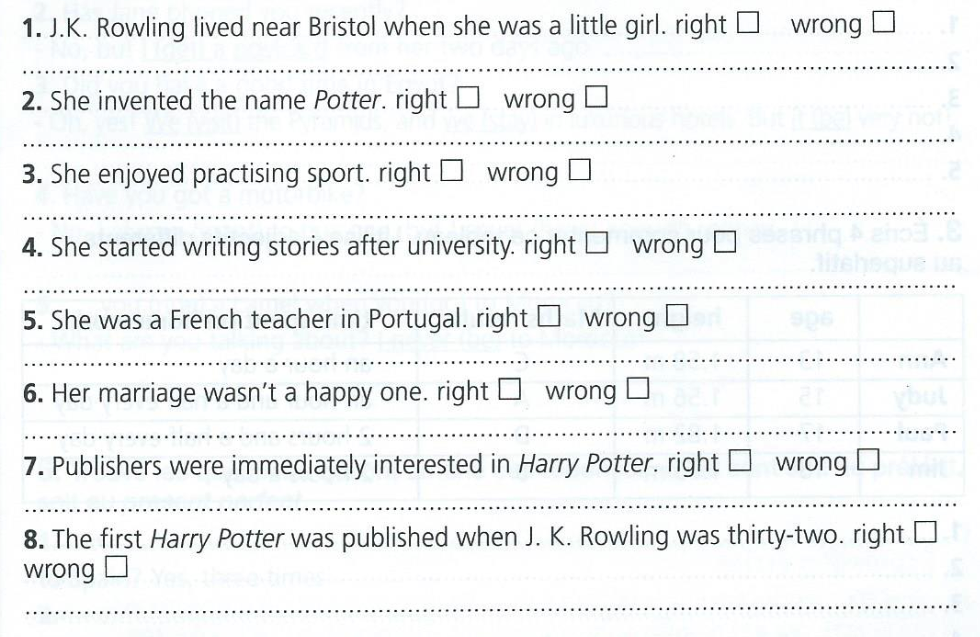 1. J.K. Rowling lived near Bristol when she was a little girl. right □ wrong □
2. She invented the name Potter. right □ wrong □
3. She enjoyed practising sport. right □ wrong □
4. She started writing stories after university. right □ wrong □
5. She was a French teacher in Portugal. right □ wrong □
6. Her marriage wasn't a happy one. right □ wrong □
7. Publishers were immediately interested in Harry Potter. right □ wrong □
8. The first Harry Potter was published when J. K. Rowling was thirty-two. right □
wrong □